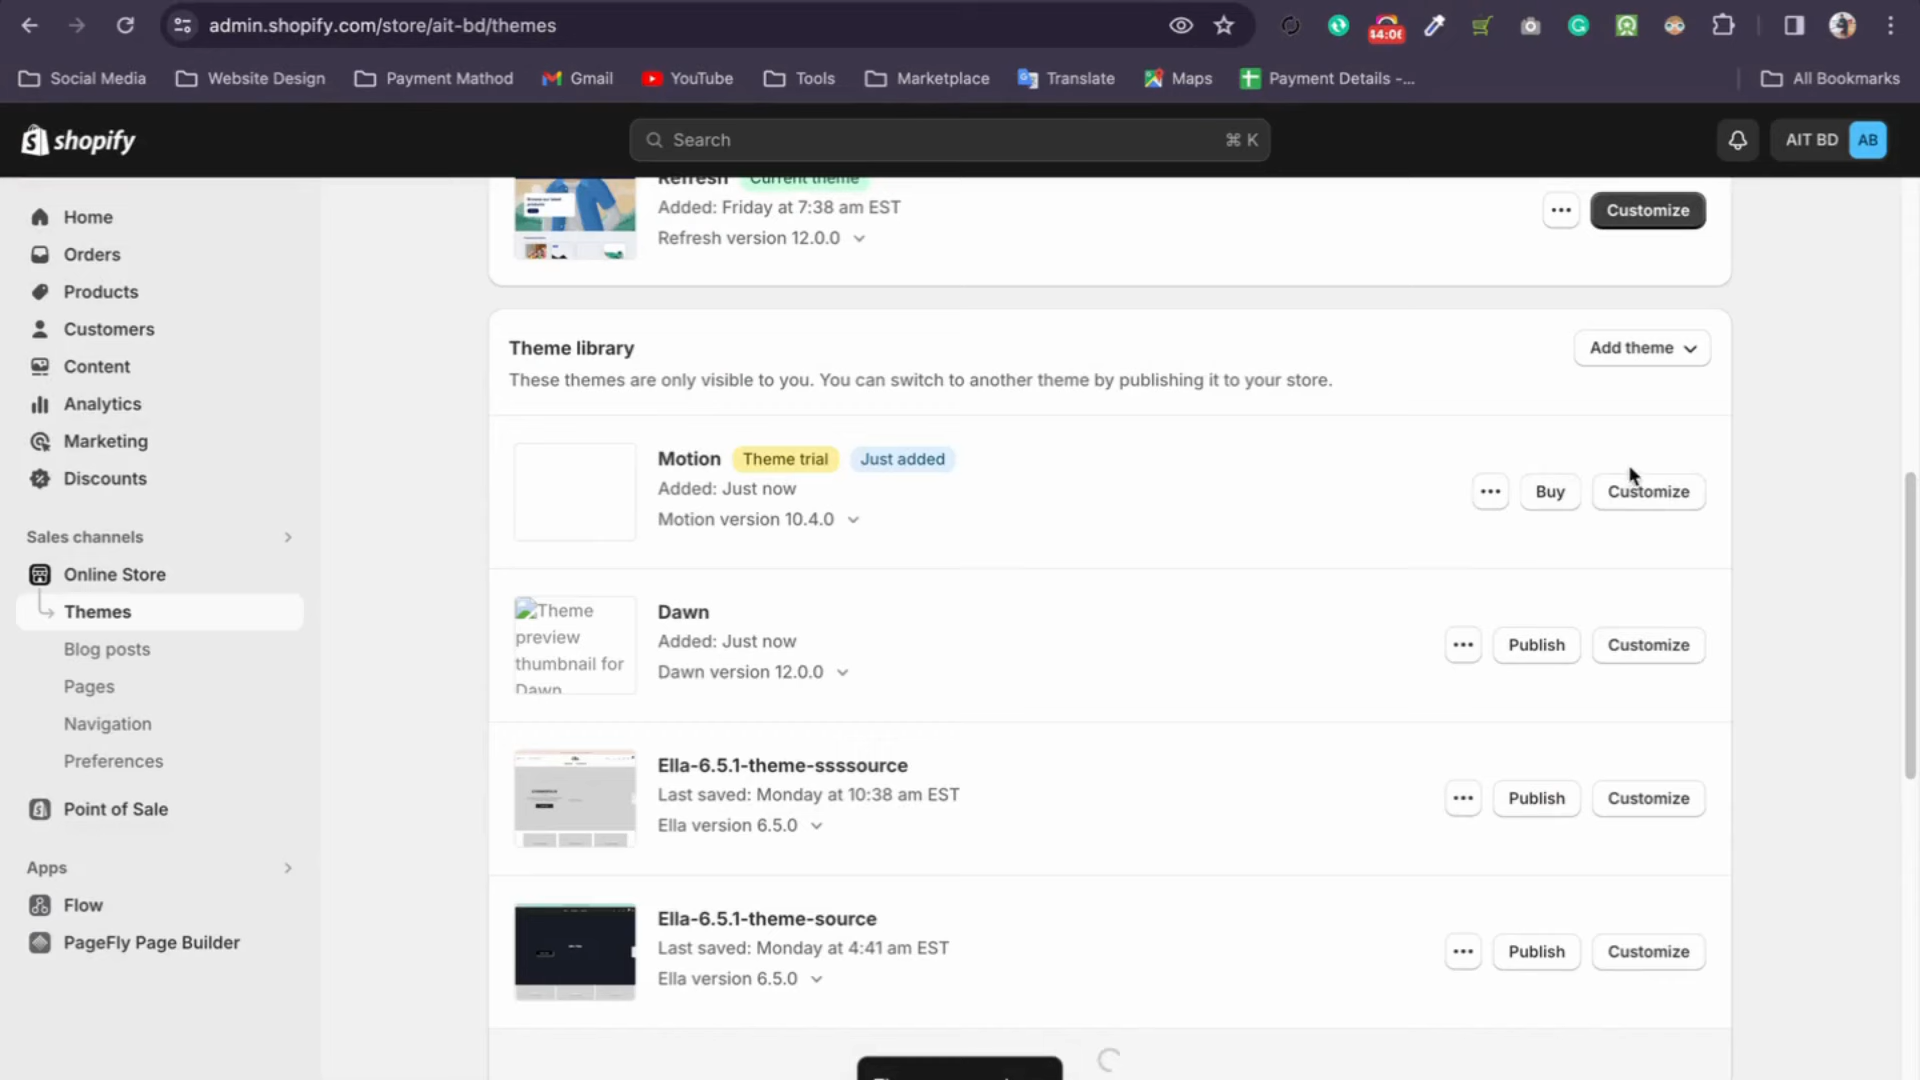 admin.shopify.com/store/ait-bd/themes
44:06
Social Media
Website Design
Payment Mathod
Gmail
YouTube
Tools
Marketplace
Translate
Maps
Payment Details -...
All Bookmarks
shopify
Search
⌘ K
AIT BD
AB
Home
Orders
Products
Customers
Content
Analytics
Marketing
Discounts
Sales channels
Online Store
Themes
Blog posts
Pages
Navigation
Preferences
Point of Sale
Apps
Flow
PageFly Page Builder
Refresh
Current theme
Added: Friday at 7:38 am EST
Refresh version 12.0.0
Customize
Theme library
Add theme
These themes are only visible to you. You can switch to another theme by publishing it to your store.
Motion
Theme trial
Just added
Added: Just now
Motion version 10.4.0
Buy
Customize
Theme
preview
thumbnail for
Dawn
Dawn
Added: Just now
Dawn version 12.0.0
Publish
Customize
Ella-6.5.1-theme-ssssource
Last saved: Monday at 10:38 am EST
Ella version 6.5.0
Publish
Customize
Ella-6.5.1-theme-source
Last saved: Monday at 4:41 am EST
Ella version 6.5.0
Publish
Customize